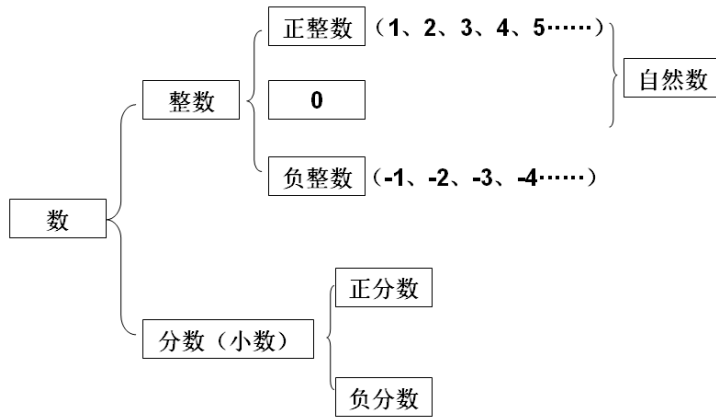 正整数 （1、2、3、4、5……）
自然数
整数
0
负整数 （-1、-2、-3、-4……）
数
正分数
分数（小数）
负分数